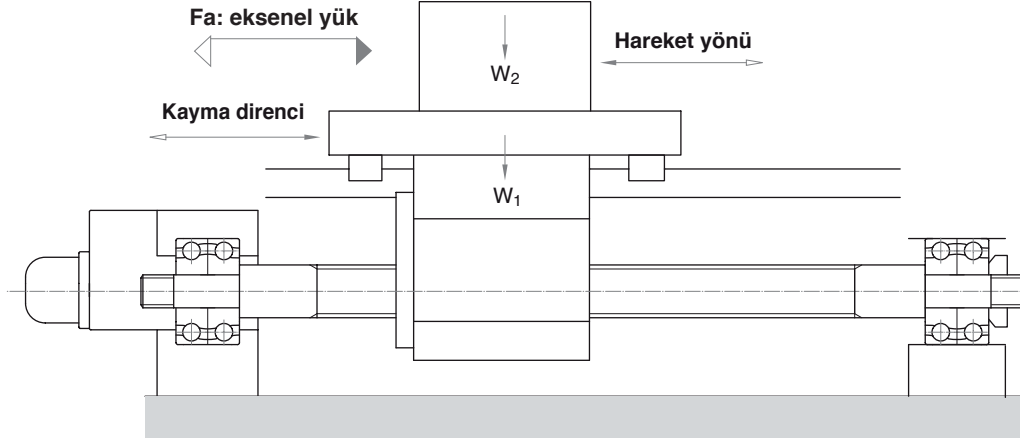 Fa: eksenel yük
Hareket yönü
W2
Kayma direnci
W1